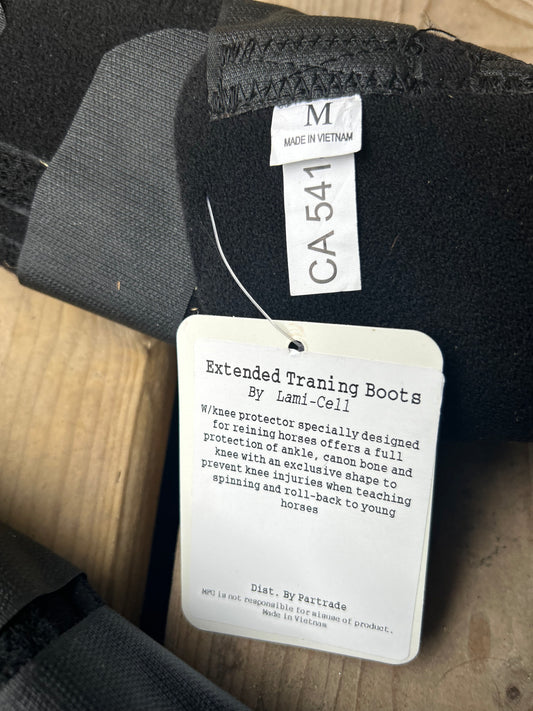 M
MADE IN VIETNAM
CA 541
Extended Traning Boots
By Lami-Cell
W/knee protector specially designed
for reining horses offers a full
protection of ankle, canon bone and
knee with an exclusive shape to
prevent knee injuries when teaching
spinning and roll-back to young
horses
Dist. By Partrade
MPG is not responsible for misuse of product.
Made in Vietnam